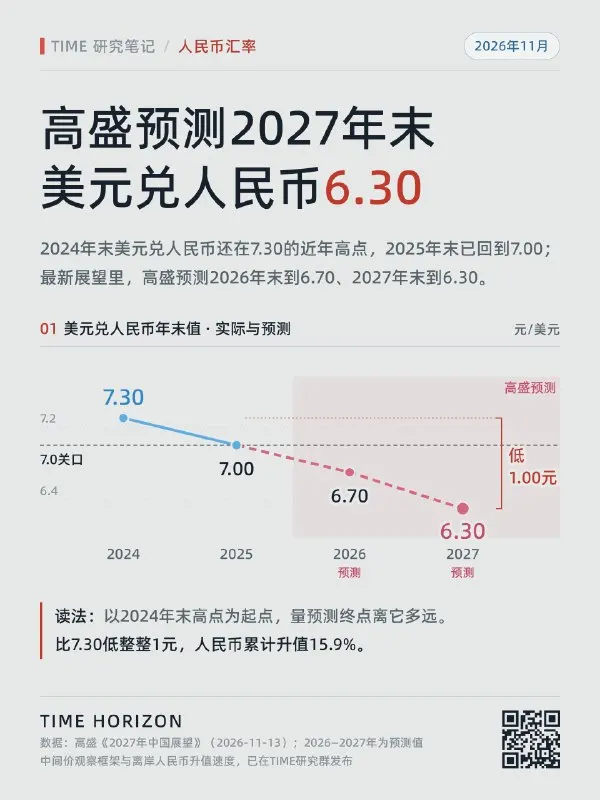 TIME 研究笔记 / 人民币汇率
2026年11月
高盛预测2027年末
美元兑人民币6.30
2024年末美元兑人民币还在7.30的近年高点，2025年末已回到7.00；
最新展望里，高盛预测2026年末到6.70、2027年末到6.30。
01 美元兑人民币年末值·实际与预测
元/美元
高盛预测
7.30
7.2
7.0关口
7.00
低
1.00元
6.4
6.70
6.30
2024
2025
2026
2027
预测
预测
读法：以2024年末高点为起点，量预测终点离它多远。
比7.30低整整1元，人民币累计升值15.9%。
TIME HORIZON
数据：高盛《2027年中国展望》（2026-11-13）；2026—2027年为预测值
中间价观察框架与离岸人民币升值速度，已在TIME研究群发布